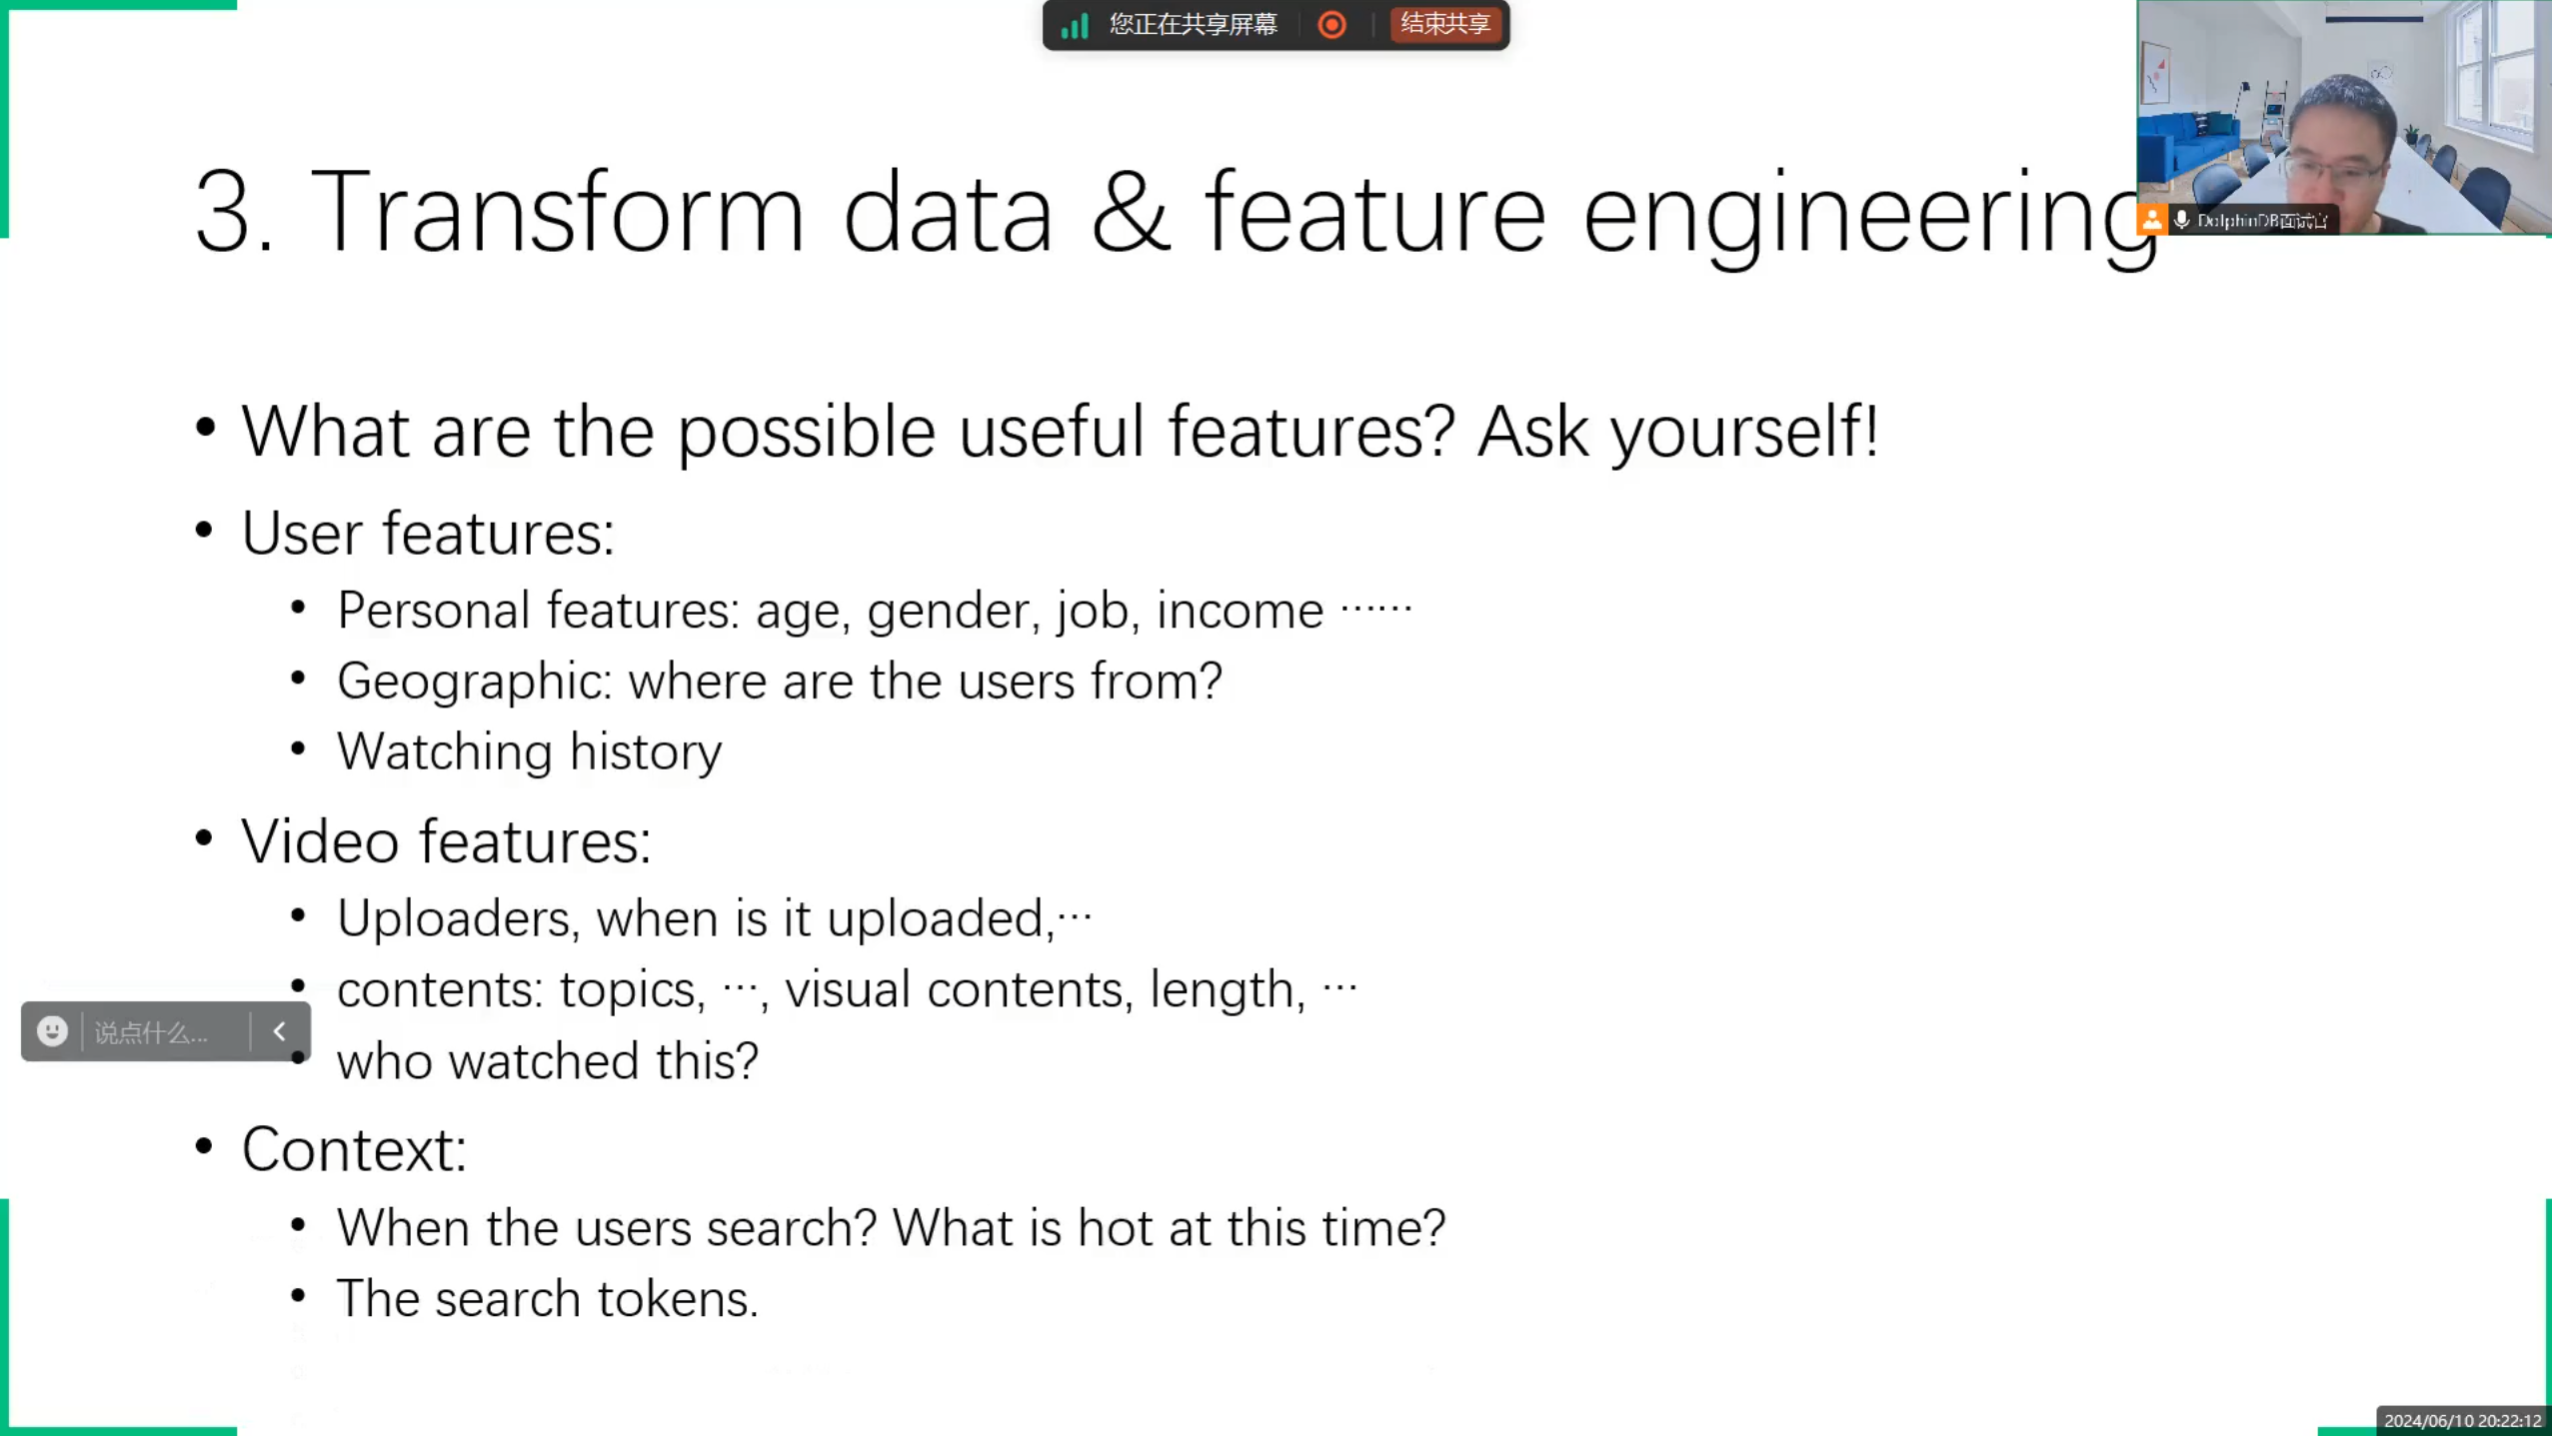 您正在共享屏幕 结束共享
3. Transform data & feature engineering
DolphinDB面试官
• What are the possible useful features? Ask yourself!
• User features:
• Personal features: age, gender, job, income ······
• Geographic: where are the users from?
• Watching history
• Video features:
• Uploaders, when is it uploaded,···
• contents: topics, ···, visual contents, length, ···
说点什么...
• who watched this?
• Context:
• When the users search? What is hot at this time?
• The search tokens.
2024/06/10 20:22:12